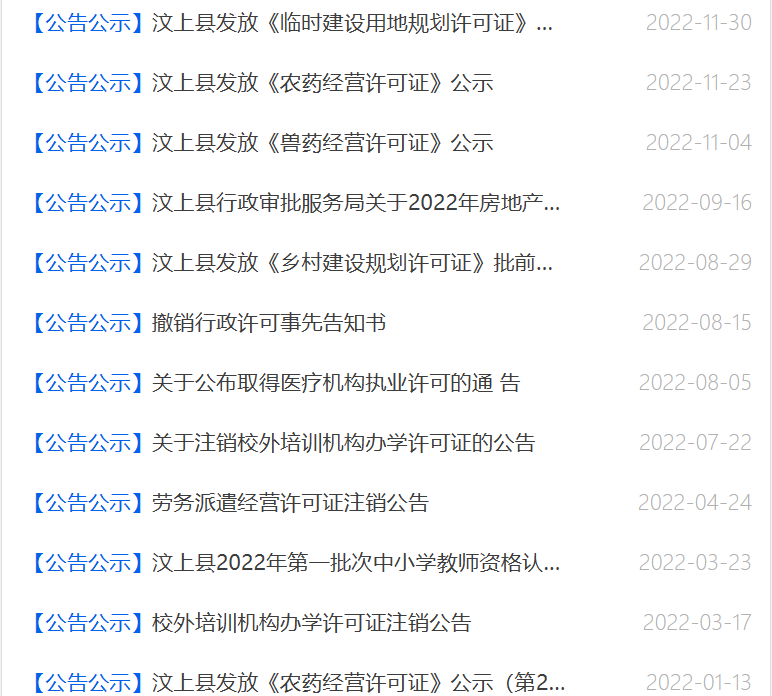 【公告公示】汶上县发放《临时建设用地规划许可证》... 2022-11-30
【公告公示】汶上县发放《农药经营许可证》公示 2022-11-23
【公告公示】汶上县发放《兽药经营许可证》公示 2022-11-04
【公告公示】汶上县行政审批服务局关于2022年房地产... 2022-09-16
【公告公示】汶上县发放《乡村建设规划许可证》批前... 2022-08-29
【公告公示】撤销行政许可事先告知书 2022-08-15
【公告公示】关于公布取得医疗机构执业许可的通 告 2022-08-05
【公告公示】关于注销校外培训机构办学许可证的公告 2022-07-22
【公告公示】劳务派遣经营许可证注销公告 2022-04-24
【公告公示】汶上县2022年第一批次中小学教师资格认... 2022-03-23
【公告公示】校外培训机构办学许可证注销公告 2022-03-17
【公告公示】汶上县发放《农药经营许可证》公示（第2... 2022-01-13